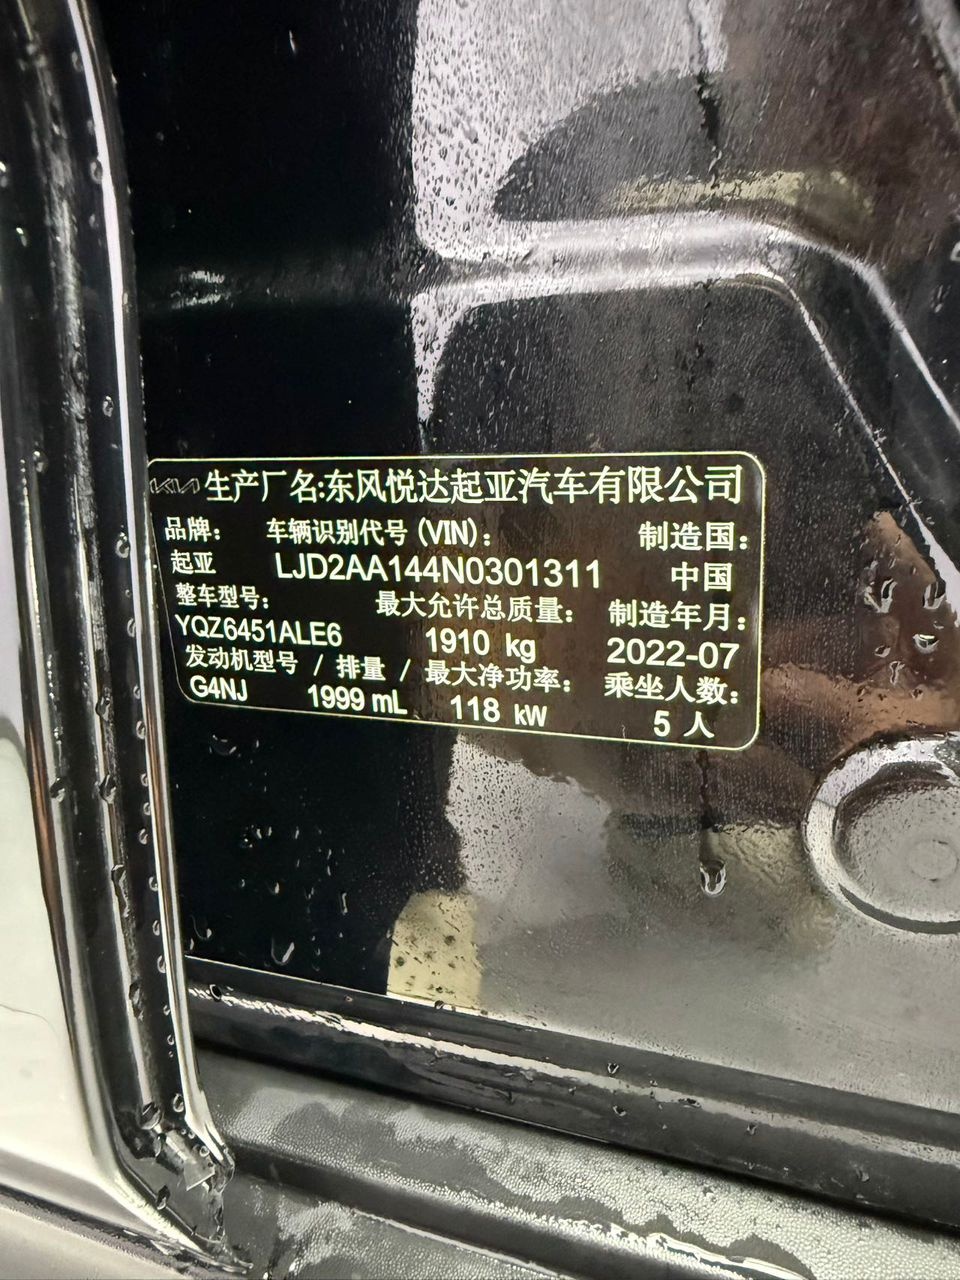 KIA 生产厂名:东风悦达起亚汽车有限公司
品牌: 车辆识别代号(VIN): 制造国:
起亚 LJD2AA144N0301311 中国
整车型号: 最大允许总质量: 制造年月:
YQZ6451ALE6 1910 kg 2022-07
发动机型号 / 排量 / 最大净功率: 乘坐人数:
G4NJ 1999 mL 118 kW 5 人